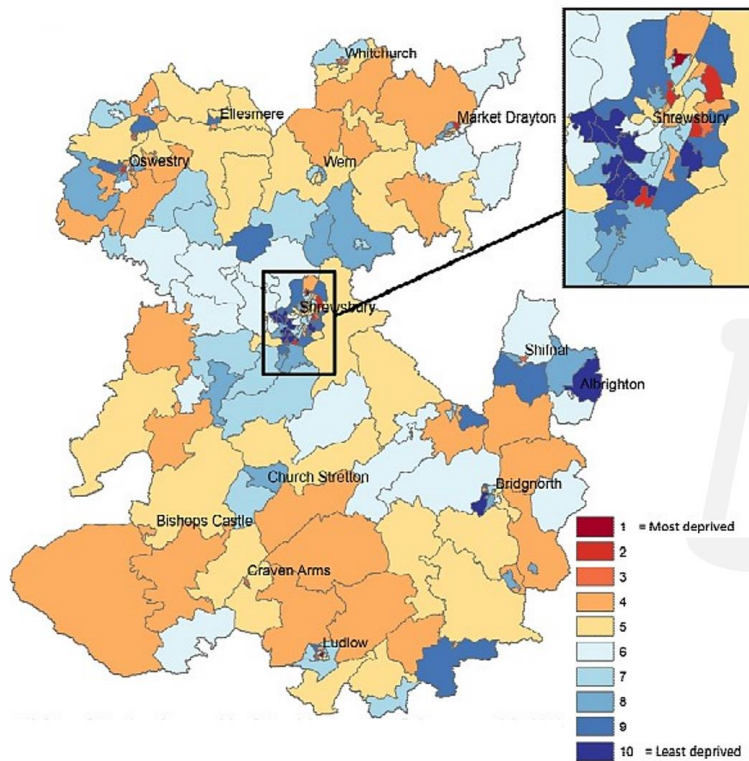 Whitchurch
Ellesmere
Market Drayton
Oswestry
Wem
Shrewsbury
Shrewsbury
Shifnal
Albrighton
Church Stretton
Bridgnorth
Bishops Castle
Craven Arms
Ludlow
1 = Most deprived
2
3
4
5
6
7
8
9
10 = Least deprived